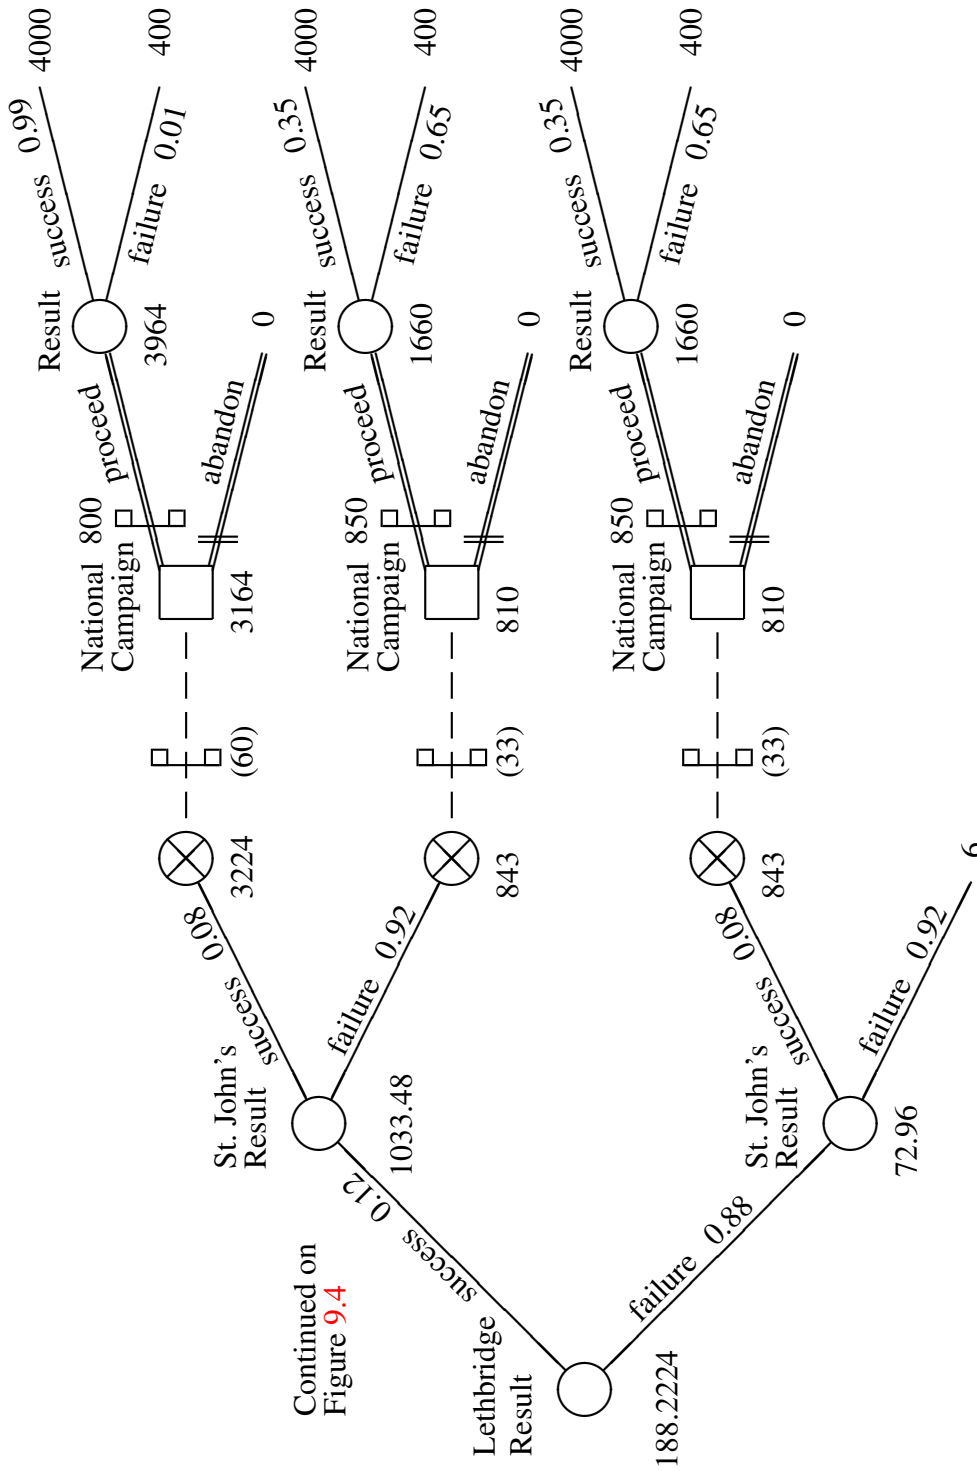 Continued on
Figure 9.4
Lethbridge
Result
188.2224
success 0.12
failure 0.88
St. John's
Result
1033.48
success 0.08
failure 0.92
3224
(60)
National 800
Campaign
3164
proceed
abandon
0
Result
3964
success 0.99
4000
failure 0.01
400
843
(33)
National 850
Campaign
810
proceed
abandon
0
Result
1660
success 0.35
4000
failure 0.65
400
St. John's
Result
72.96
success 0.08
failure 0.92
843
(33)
National 850
Campaign
810
proceed
abandon
0
Result
1660
success 0.35
4000
failure 0.65
400
6